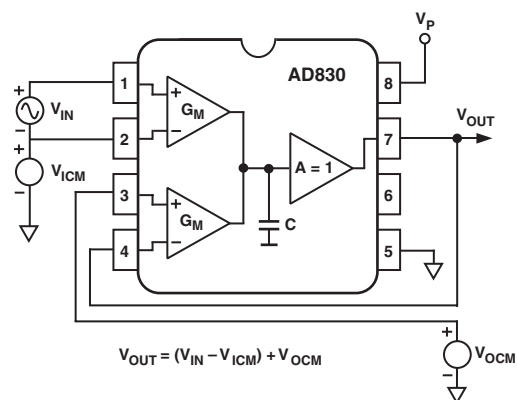 AD830
V_P
1
8
+
V_IN
−
+
G_M
−
V_OUT
2
7
+
V_ICM
−
A = 1
3
6
+
G_M
−
C
4
5
+
V_OCM
−
V_OUT = (V_IN – V_ICM) + V_OCM